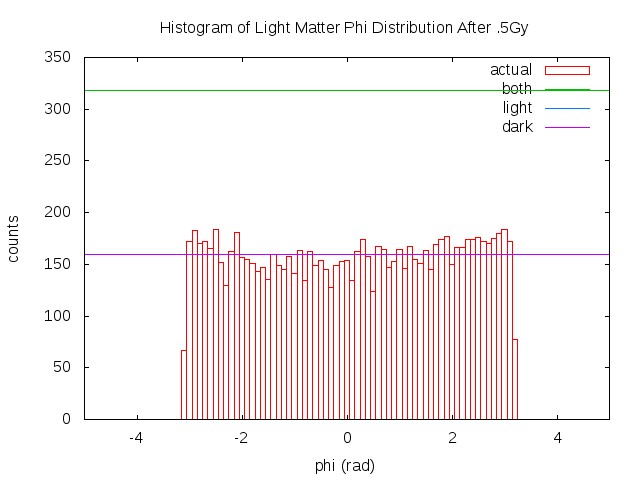 Histogram of Light Matter Phi Distribution After .5Gy
350
300
250
200
150
100
50
0
counts
actual
both
light
dark
-4 -2 0 2 4
phi (rad)